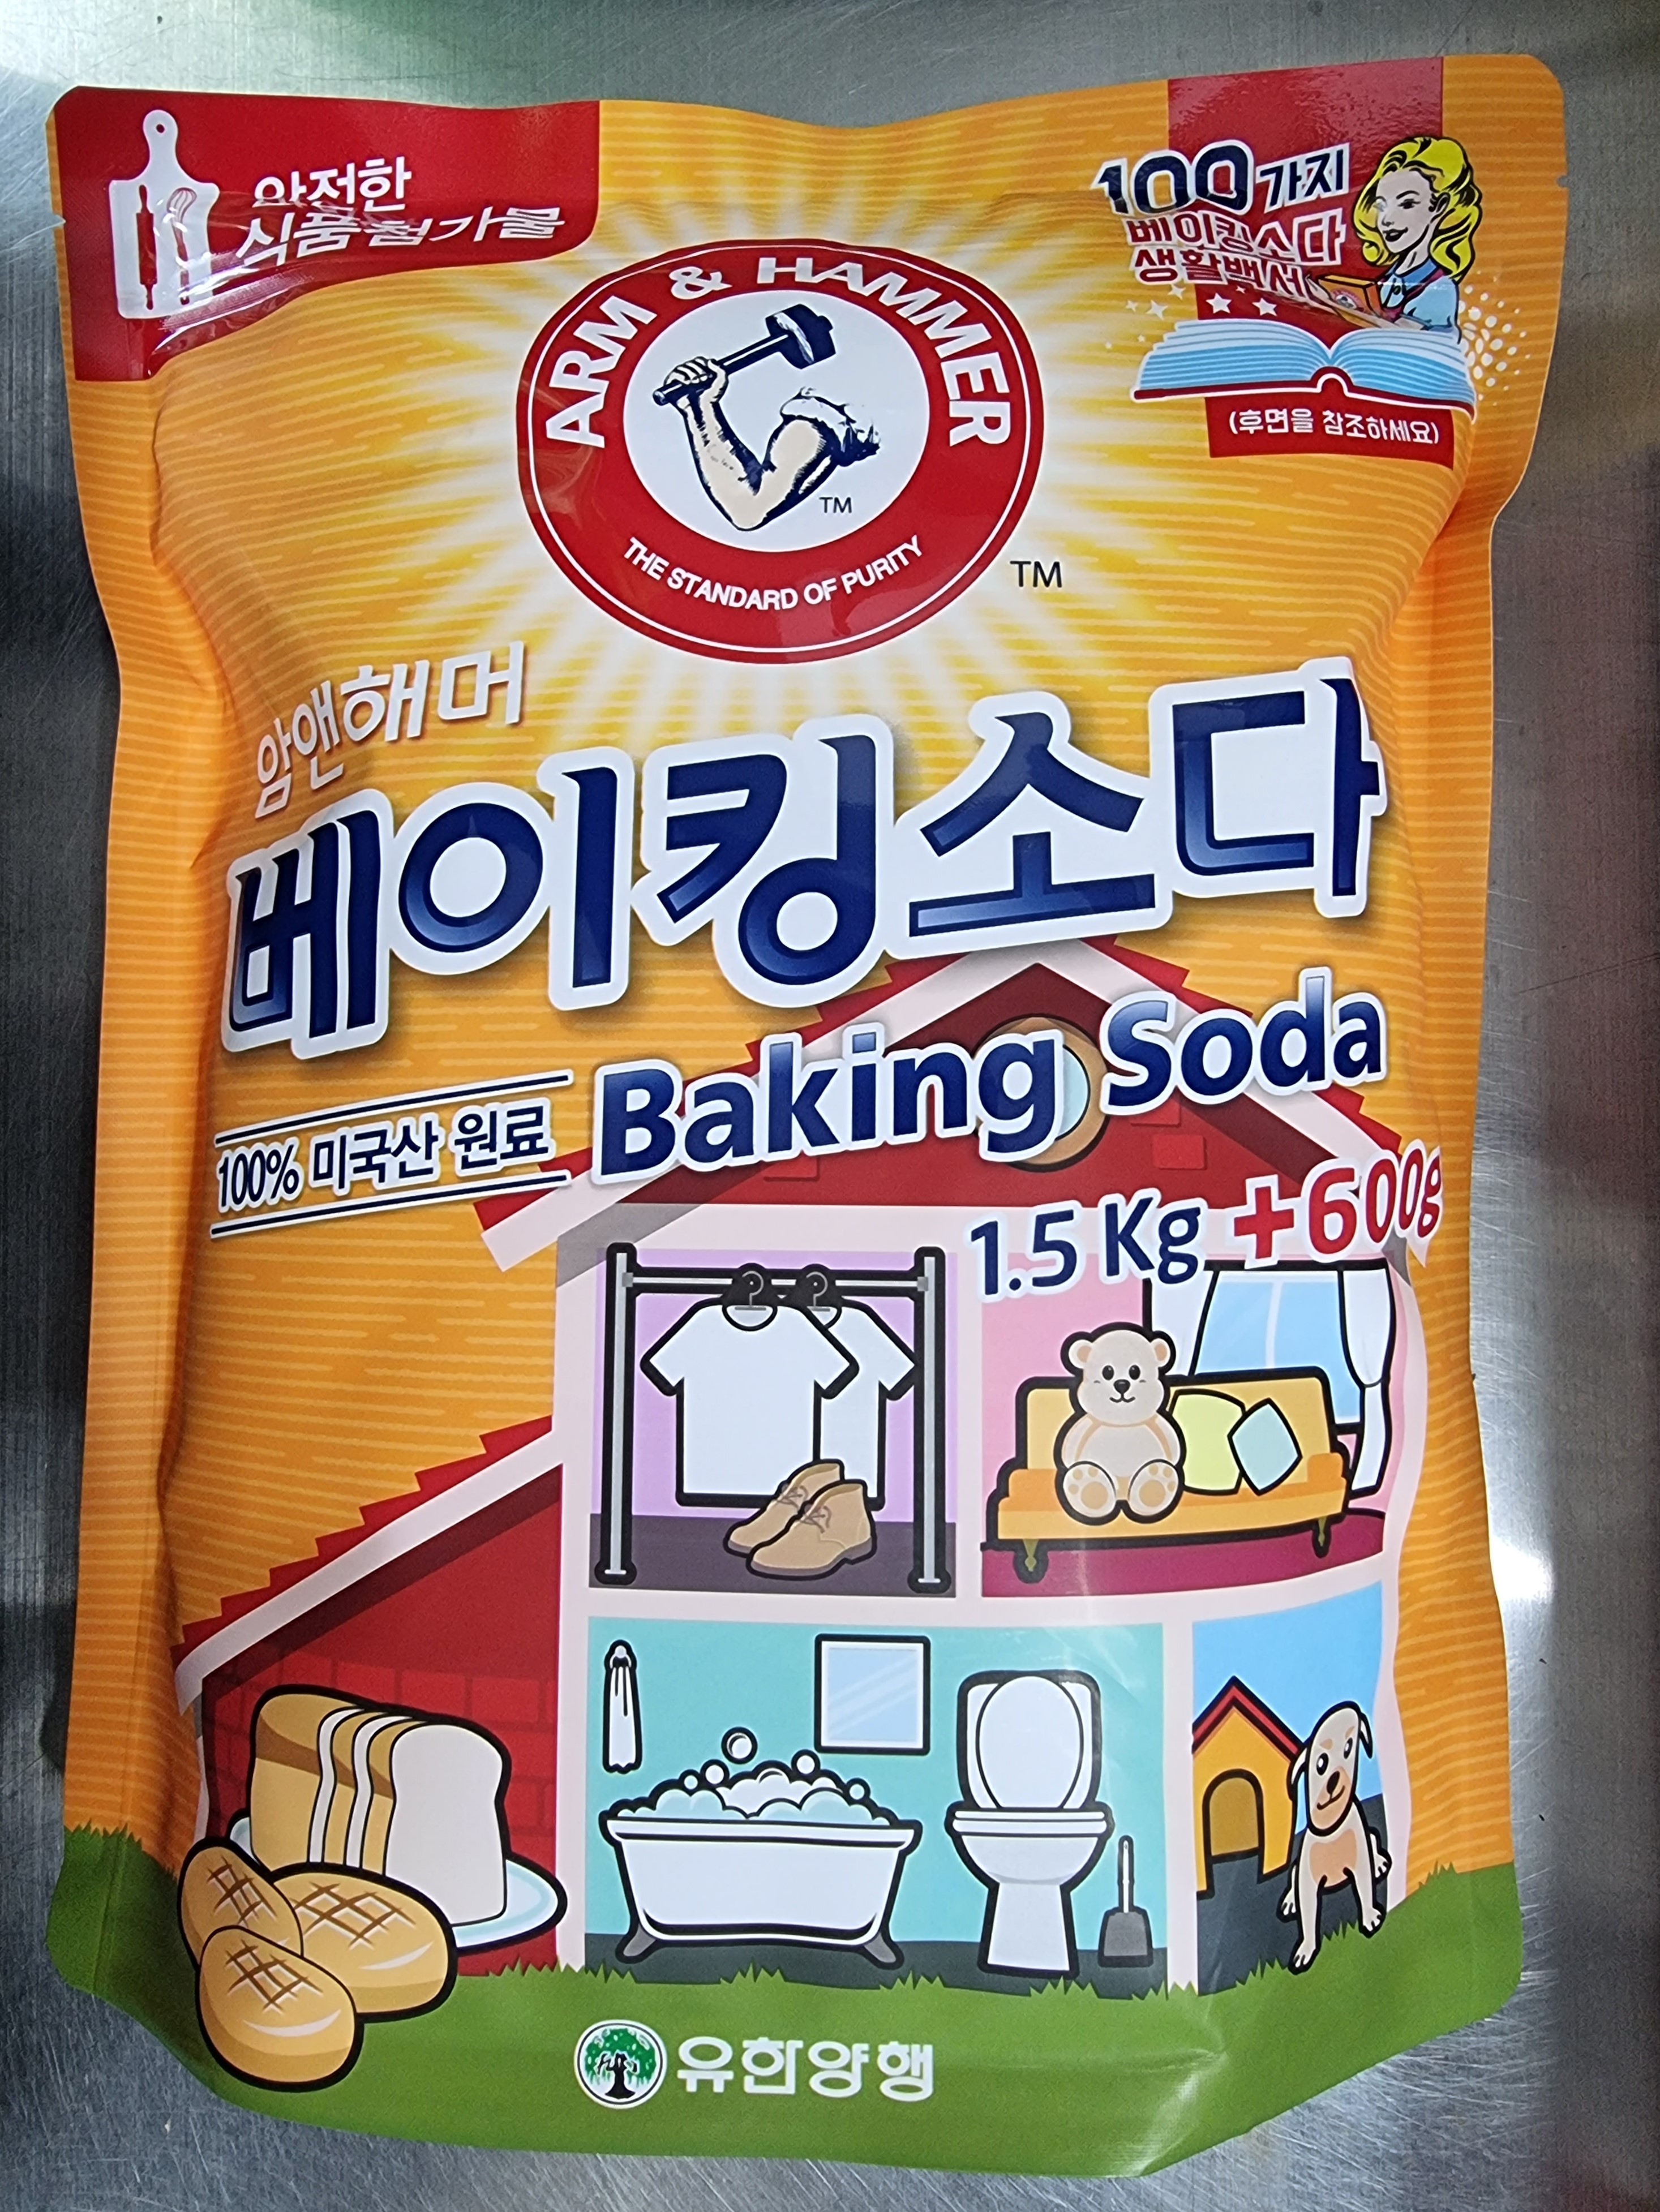 안전한
식품첨가물
100가지
베이킹소다
생활백서
(후면을 참조하세요)
ARM & HAMMER
TM
THE STANDARD OF PURITY
TM
암앤해머
베이킹소다
Baking Soda
100% 미국산 원료
1.5 Kg +600g
유한양행